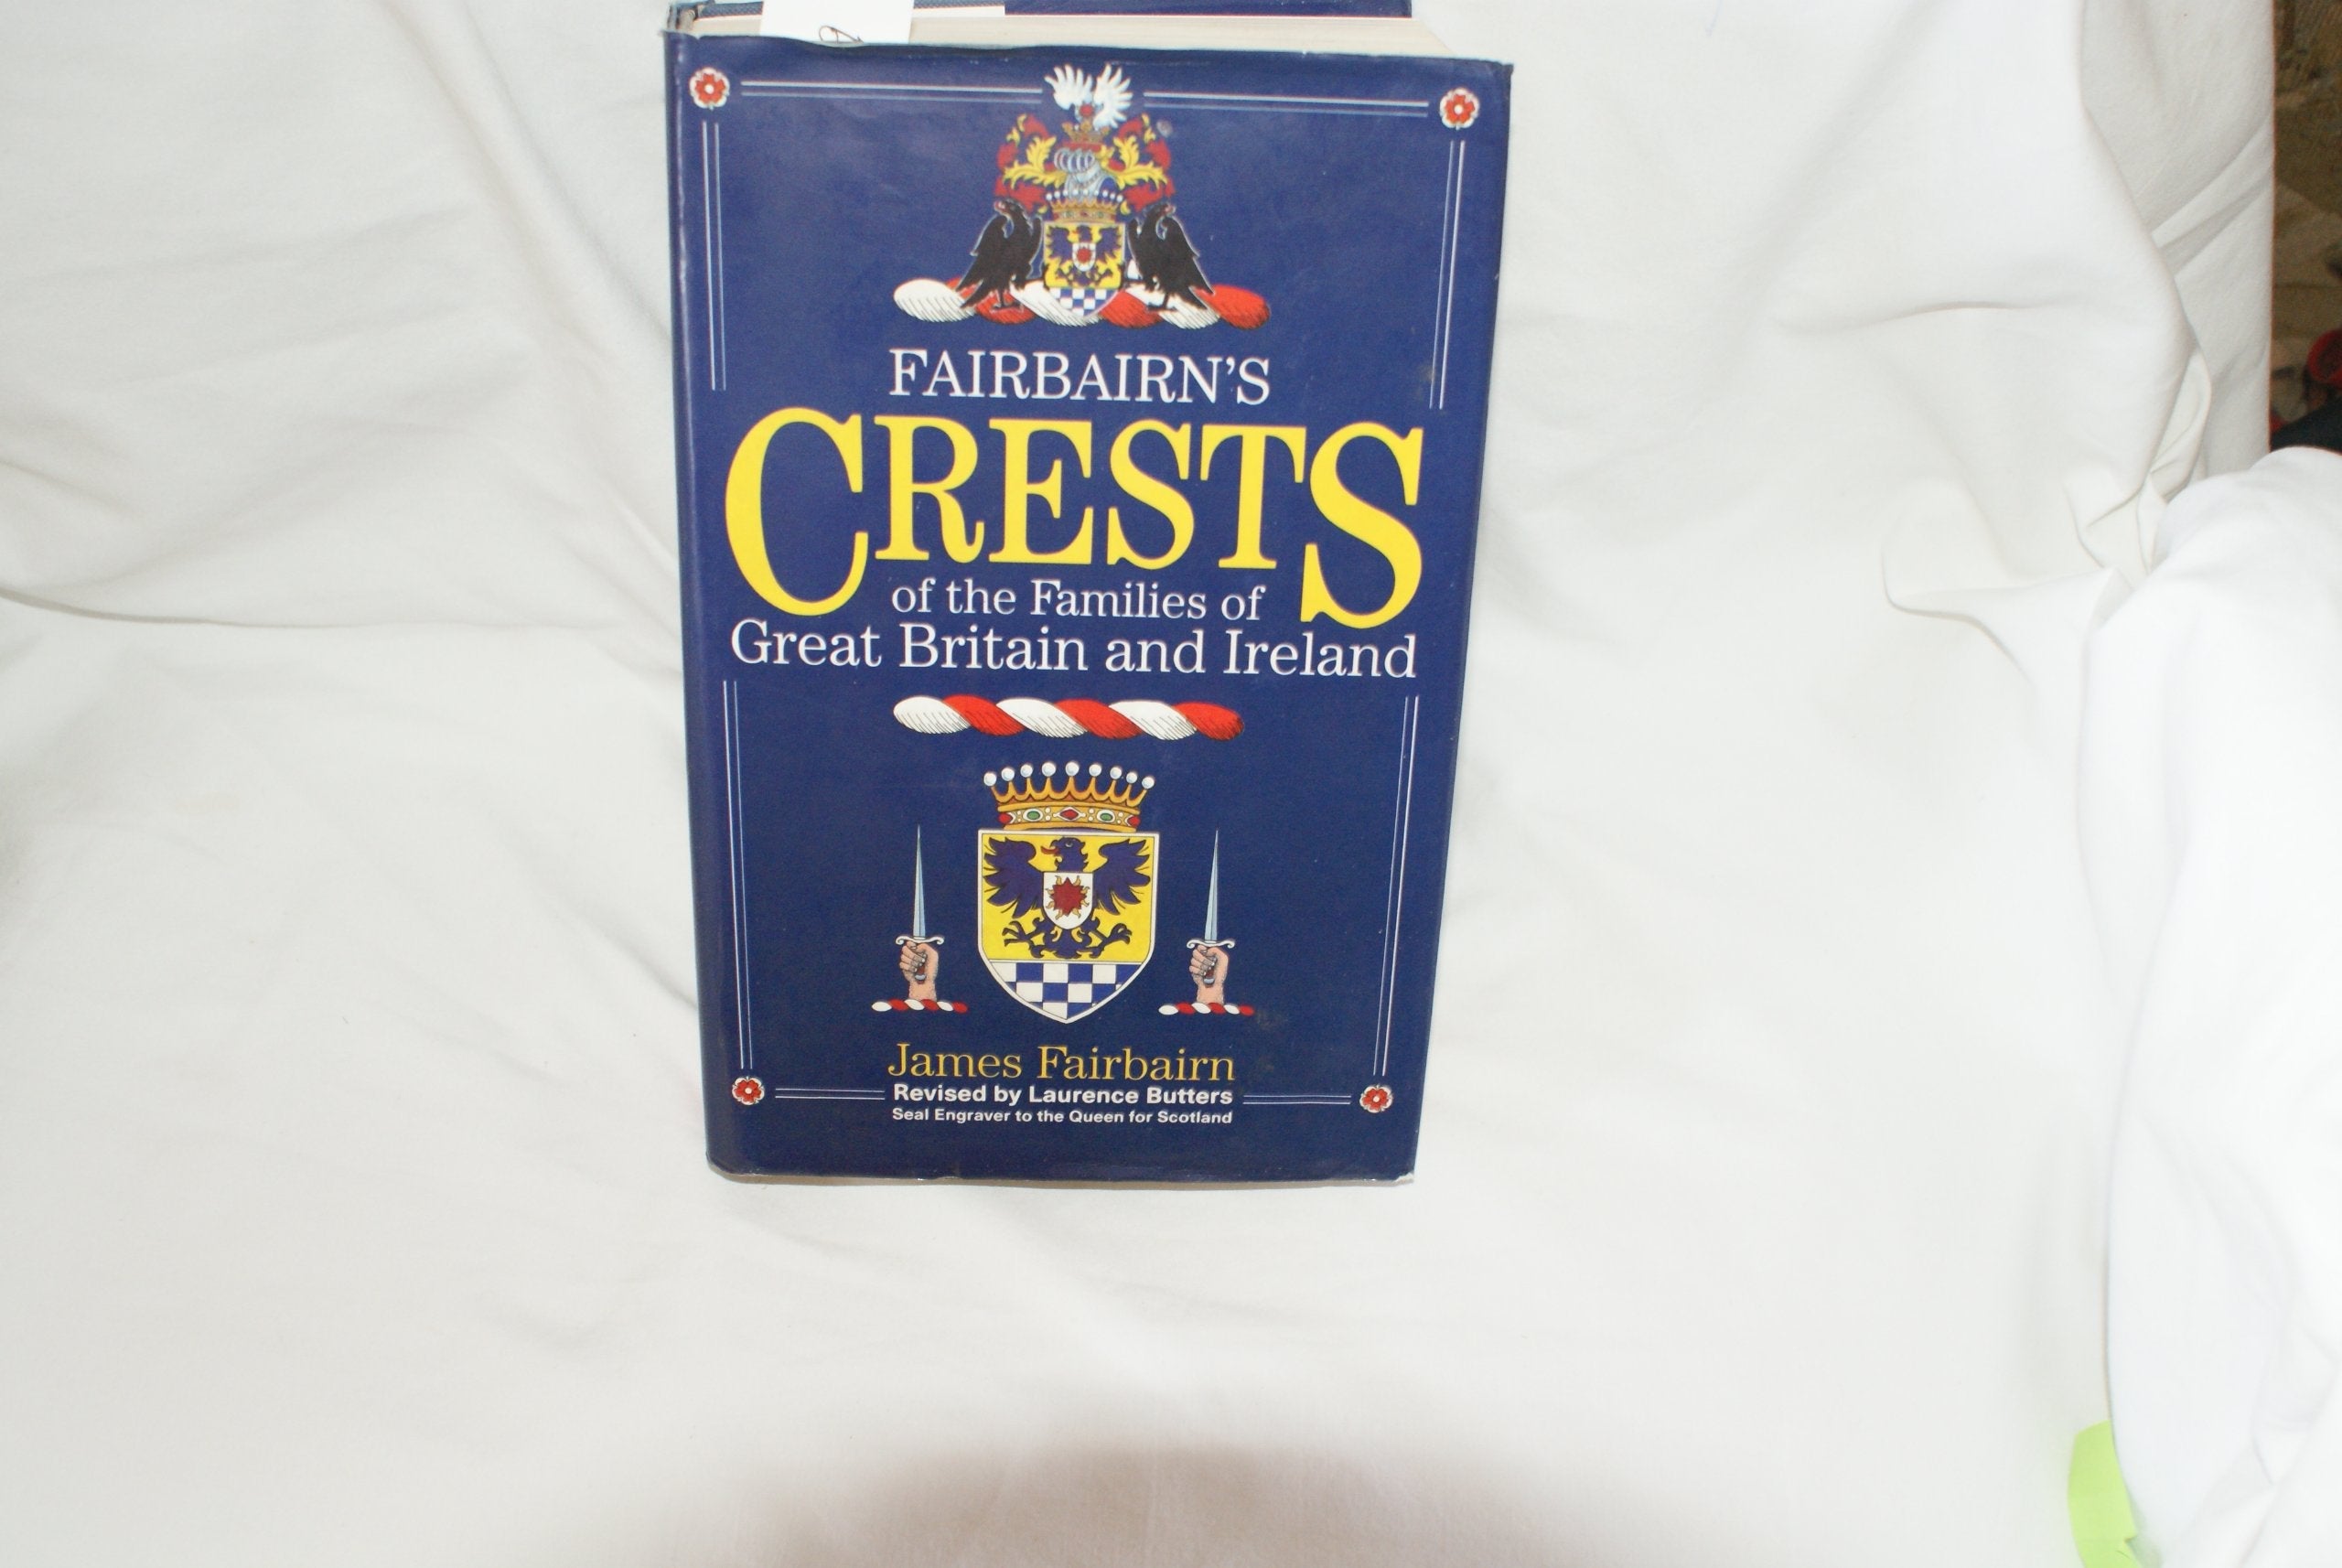 FAIRBAIRN'S
CRESTS
of the Families of
Great Britain and Ireland
James Fairbairn
Revised by Laurence Butters
Seal Engraver to the Queen for Scotland